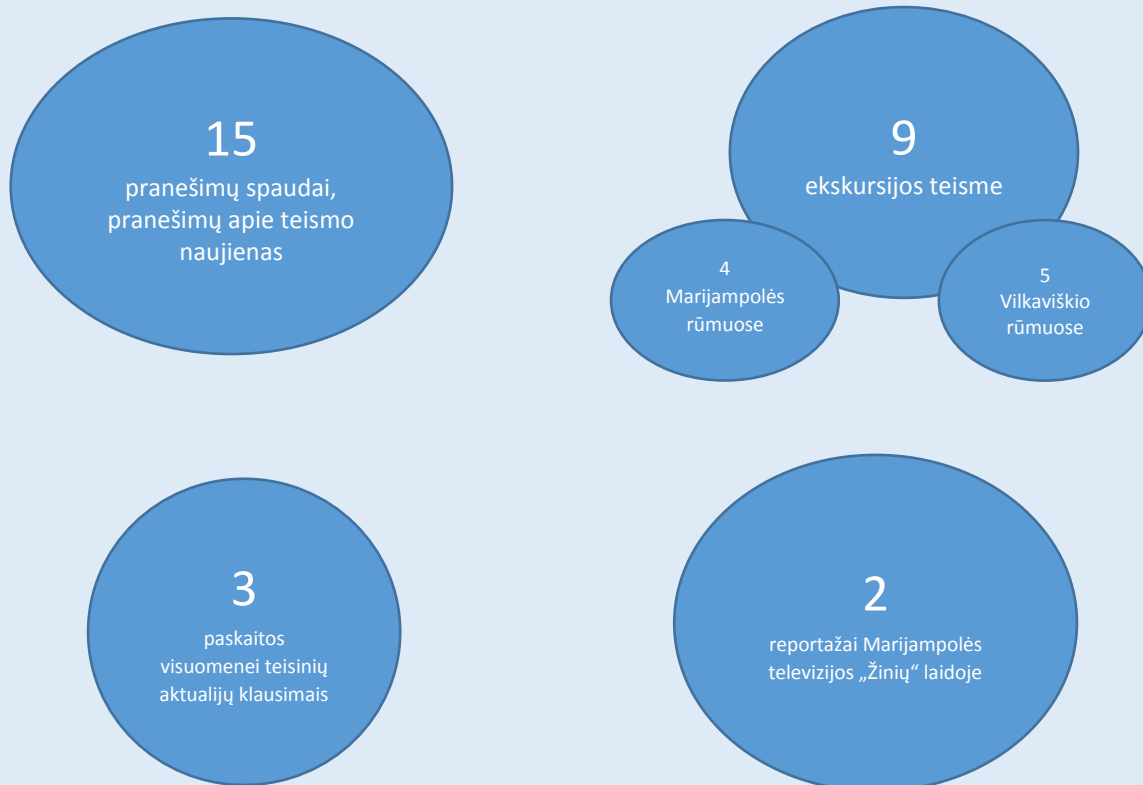 15
pranešimų spaudai,
pranešimų apie teismo
naujienas
9
ekskursijos teisme
4
Marijampolės
rūmuose
5
Vilkaviškio
rūmuose
3
paskaitos
visuomenei teisinių
aktualijų klausimais
2
reportažai Marijampolės
televizijos „Žinių“ laidoje